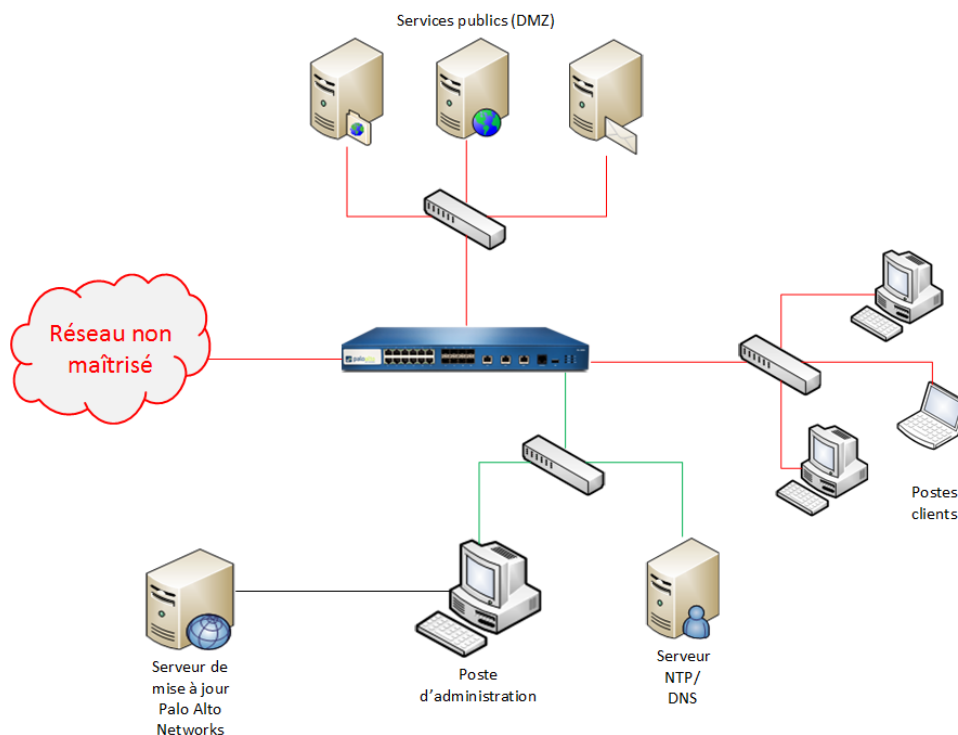 Services publics (DMZ)
Réseau non
maîtrisé
paloalto
Postes
clients
Serveur de
mise à jour
Palo Alto
Networks
Poste
d'administration
Serveur
NTP/
DNS